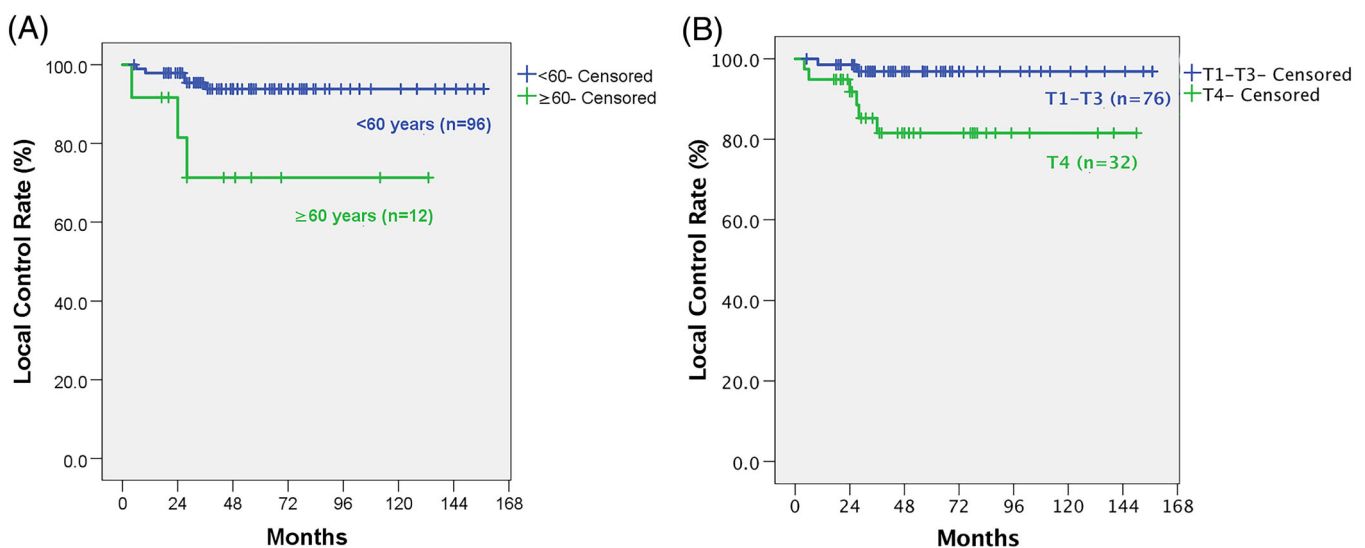 (A)
Local Control Rate (%)
100.0
80.0
60.0
40.0
20.0
0.0
<60- Censored
≥60- Censored
<60 years (n=96)
≥60 years (n=12)
0 24 48 72 96 120 144 168
Months
(B)
Local Control Rate (%)
100.0
80.0
60.0
40.0
20.0
0.0
T1-T3- Censored
T4- Censored
T1-T3 (n=76)
T4 (n=32)
0 24 48 72 96 120 144 168
Months